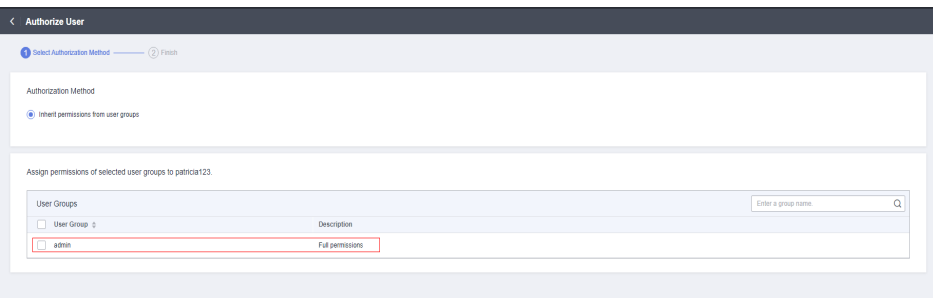 Authorize User
1 Select Authorization Method 2 Finish
Authorization Method
Inherit permissions from user groups
Assign permissions of selected user groups to patricia123.
User Groups Enter a group name.
User Group Description
admin Full permissions